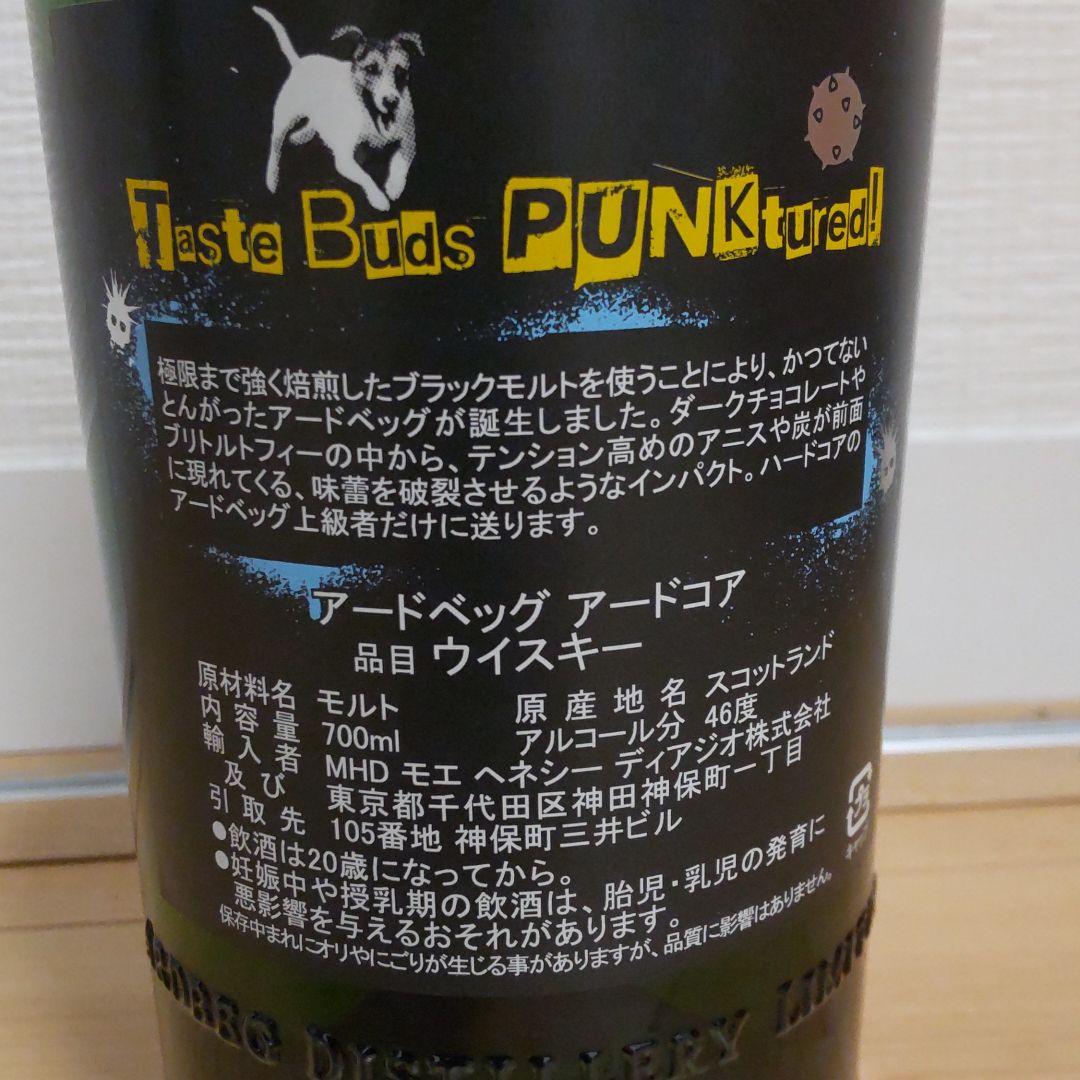 Taste Buds PUNKtured!
極限まで強く焙煎したブラックモルトを使うことにより、かつてない
とんがったアードベッグが誕生しました。ダークチョコレートや
ブリトルトフィーの中から、テンション高めのアニスや炭が前面
に現れてくる、味蕾を破裂させるようなインパクト。ハードコアの
アードベッグ上級者だけに送ります。
アードベッグ アードコア
品目 ウイスキー
原材料名 モルト 原産地名 スコットランド
内容量 700ml アルコール分 46度
輸入者 MHD モエ ヘネシー ディアジオ株式会社
及び 東京都千代田区神田神保町一丁目
引取先 105番地 神保町三井ビル
●飲酒は20歳になってから。
●妊娠中や授乳期の飲酒は、胎児・乳児の発育に
悪影響を与えるおそれがあります。
保存中まれにオリやにごりが生じる事がありますが、品質に影響はありません。
ARDBEG DISTILLERY